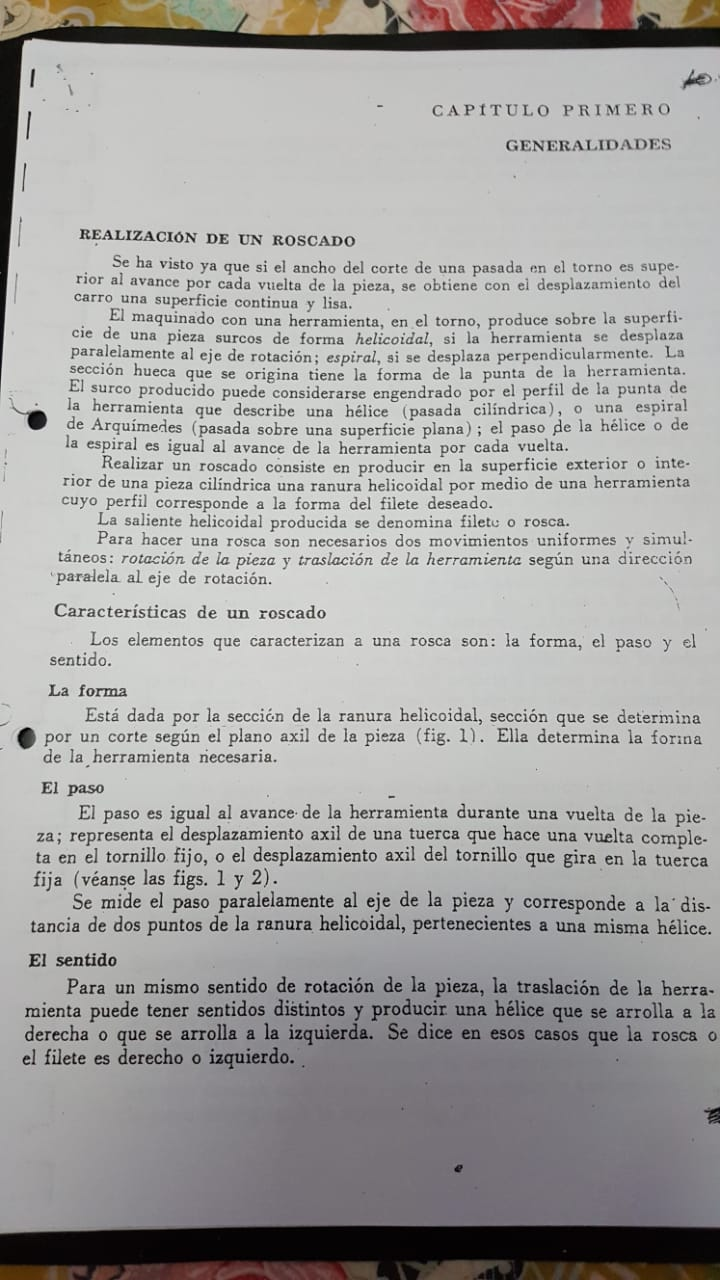 CAPÍTULO PRIMERO
GENERALIDADES
REALIZACIÓN DE UN ROSCADO
Se ha visto ya que si el ancho del corte de una pasada en el torno es supe-
rior al avance por cada vuelta de la pieza, se obtiene con el desplazamiento del
carro una superficie continua y lisa.
El maquinado con una herramienta, en el torno, produce sobre la superfi-
cie de una pieza surcos de forma helicoidal, si la herramienta se desplaza
paralelamente al eje de rotación; espiral, si se desplaza perpendicularmente. La
sección hueca que se origina tiene la forma de la punta de la herramienta.
El surco producido puede considerarse engendrado por el perfil de la punta de
la herramienta que describe una hélice (pasada cilíndrica), o una espiral
de Arquímedes (pasada sobre una superficie plana); el paso de la hélice o de
la espiral es igual al avance de la herramienta por cada vuelta.
Realizar un roscado consiste en producir en la superficie exterior o inte-
rior de una pieza cilíndrica una ranura helicoidal por medio de una herramienta
cuyo perfil corresponde a la forma del filete deseado.
La saliente helicoidal producida se denomina filete o rosca.
Para hacer una rosca son necesarios dos movimientos uniformes y simul-
táneos: rotación de la pieza y traslación de la herramienta según una dirección
paralela al eje de rotación.
Características de un roscado
Los elementos que caracterizan a una rosca son: la forma, el paso y el
sentido.
La forma
Está dada por la sección de la ranura helicoidal, sección que se determina
por un corte según el plano axil de la pieza (fig. 1). Ella determina la forma
de la herramienta necesaria.
El paso
El paso es igual al avance de la herramienta durante una vuelta de la pie-
za; representa el desplazamiento axil de una tuerca que hace una vuelta comple-
ta en el tornillo fijo, o el desplazamiento axil del tornillo que gira en la tuerca
fija (véanse las figs. 1 y 2).
Se mide el paso paralelamente al eje de la pieza y corresponde a la dis-
tancia de dos puntos de la ranura helicoidal, pertenecientes a una misma hélice.
El sentido
Para un mismo sentido de rotación de la pieza, la traslación de la herra-
mienta puede tener sentidos distintos y producir una hélice que se arrolla a la
derecha o que se arrolla a la izquierda. Se dice en esos casos que la rosca o
el filete es derecho o izquierdo.